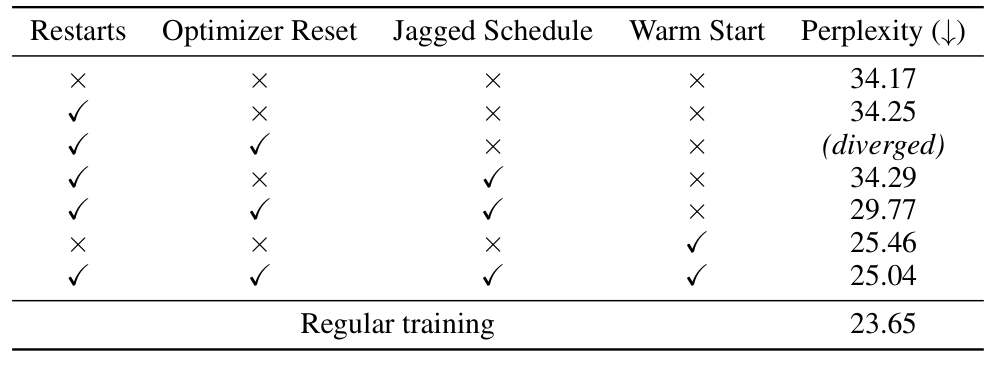 Restarts Optimizer Reset Jagged Schedule Warm Start Perplexity (↓)
× × × × 34.17
✓ × × × 34.25
✓ ✓ × × (diverged)
✓ × ✓ × 34.29
✓ ✓ ✓ × 29.77
× × × ✓ 25.46
✓ ✓ ✓ ✓ 25.04
Regular training 23.65